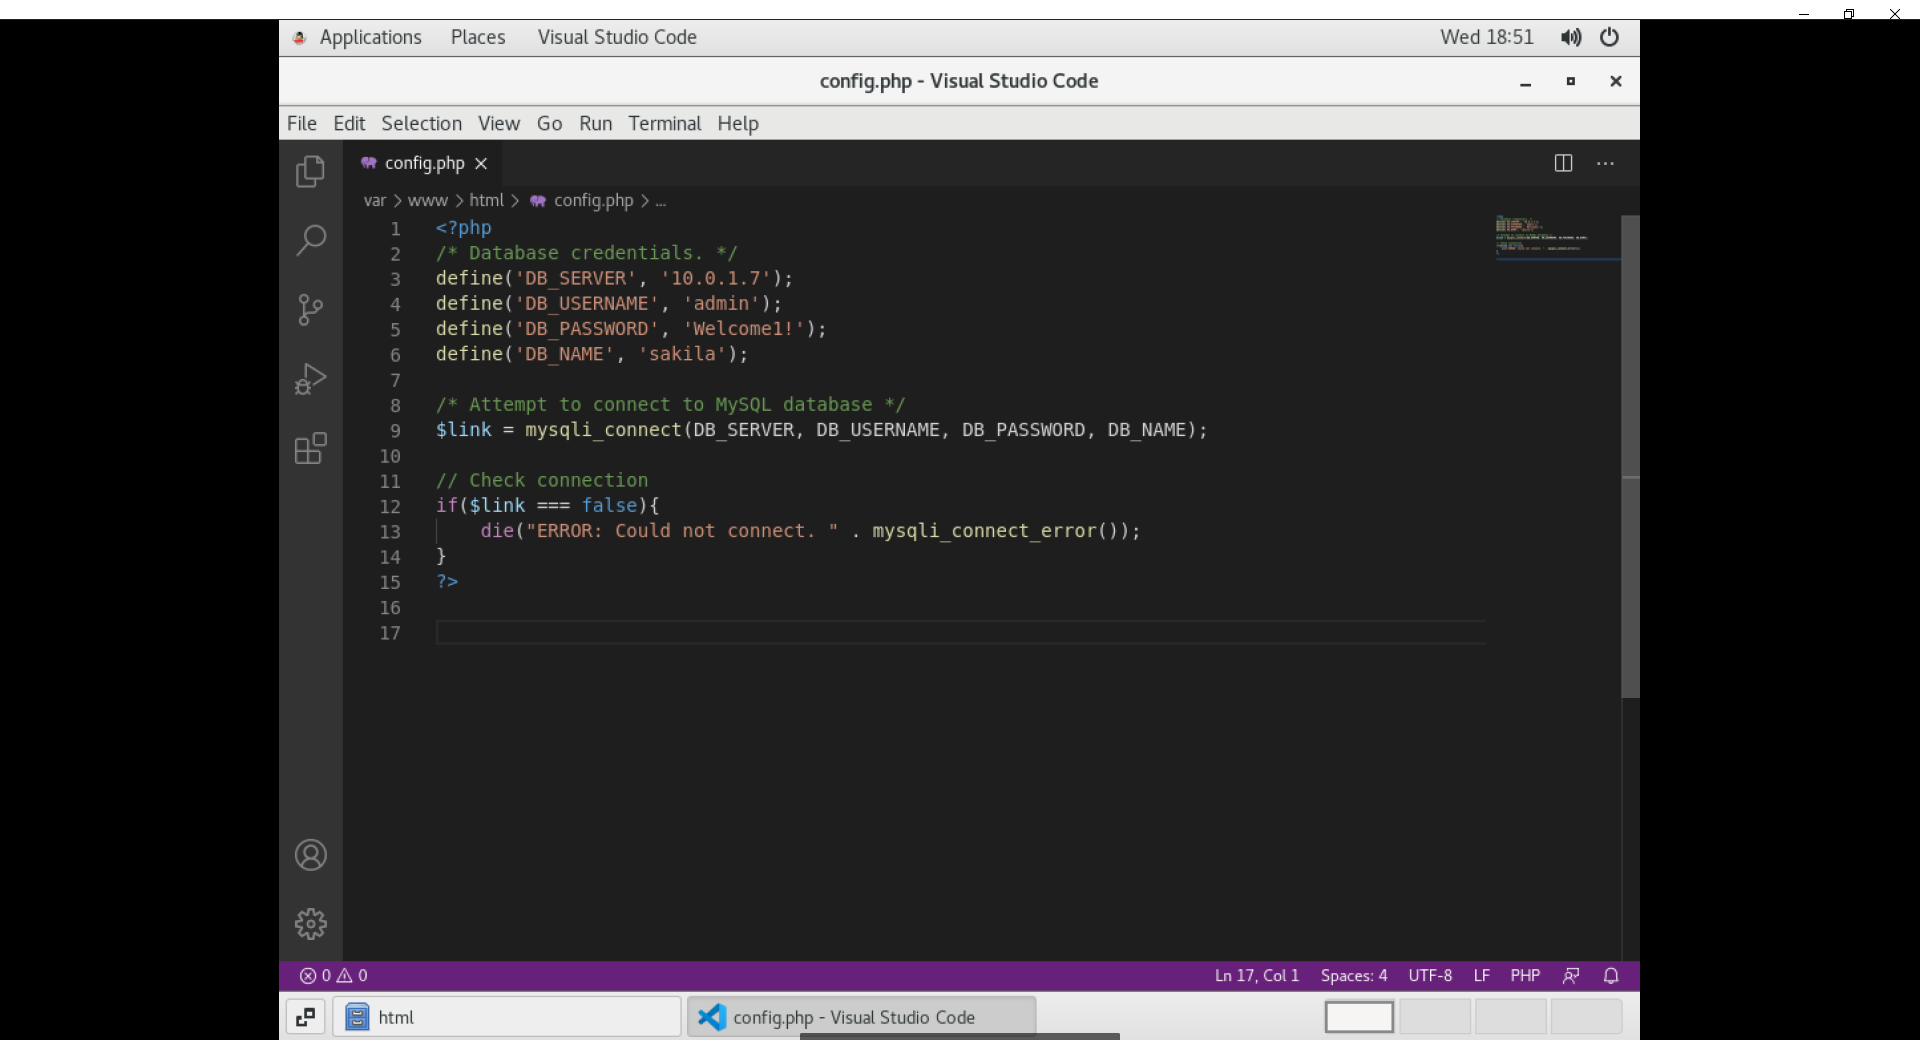 Applications Places Visual Studio Code Wed 18:51
config.php - Visual Studio Code
File Edit Selection View Go Run Terminal Help
config.php
var > www > html > config.php > ...
1 <?php
2 /* Database credentials. */
3 define('DB_SERVER', '10.0.1.7');
4 define('DB_USERNAME', 'admin');
5 define('DB_PASSWORD', 'Welcome1!');
6 define('DB_NAME', 'sakila');
7
8 /* Attempt to connect to MySQL database */
9 $link = mysqli_connect(DB_SERVER, DB_USERNAME, DB_PASSWORD, DB_NAME);
10
11 // Check connection
12 if($link === false){
13     die("ERROR: Could not connect. " . mysqli_connect_error());
14 }
15 ?>
16
17
0 0 Ln 17, Col 1 Spaces: 4 UTF-8 LF PHP
html config.php - Visual Studio Code